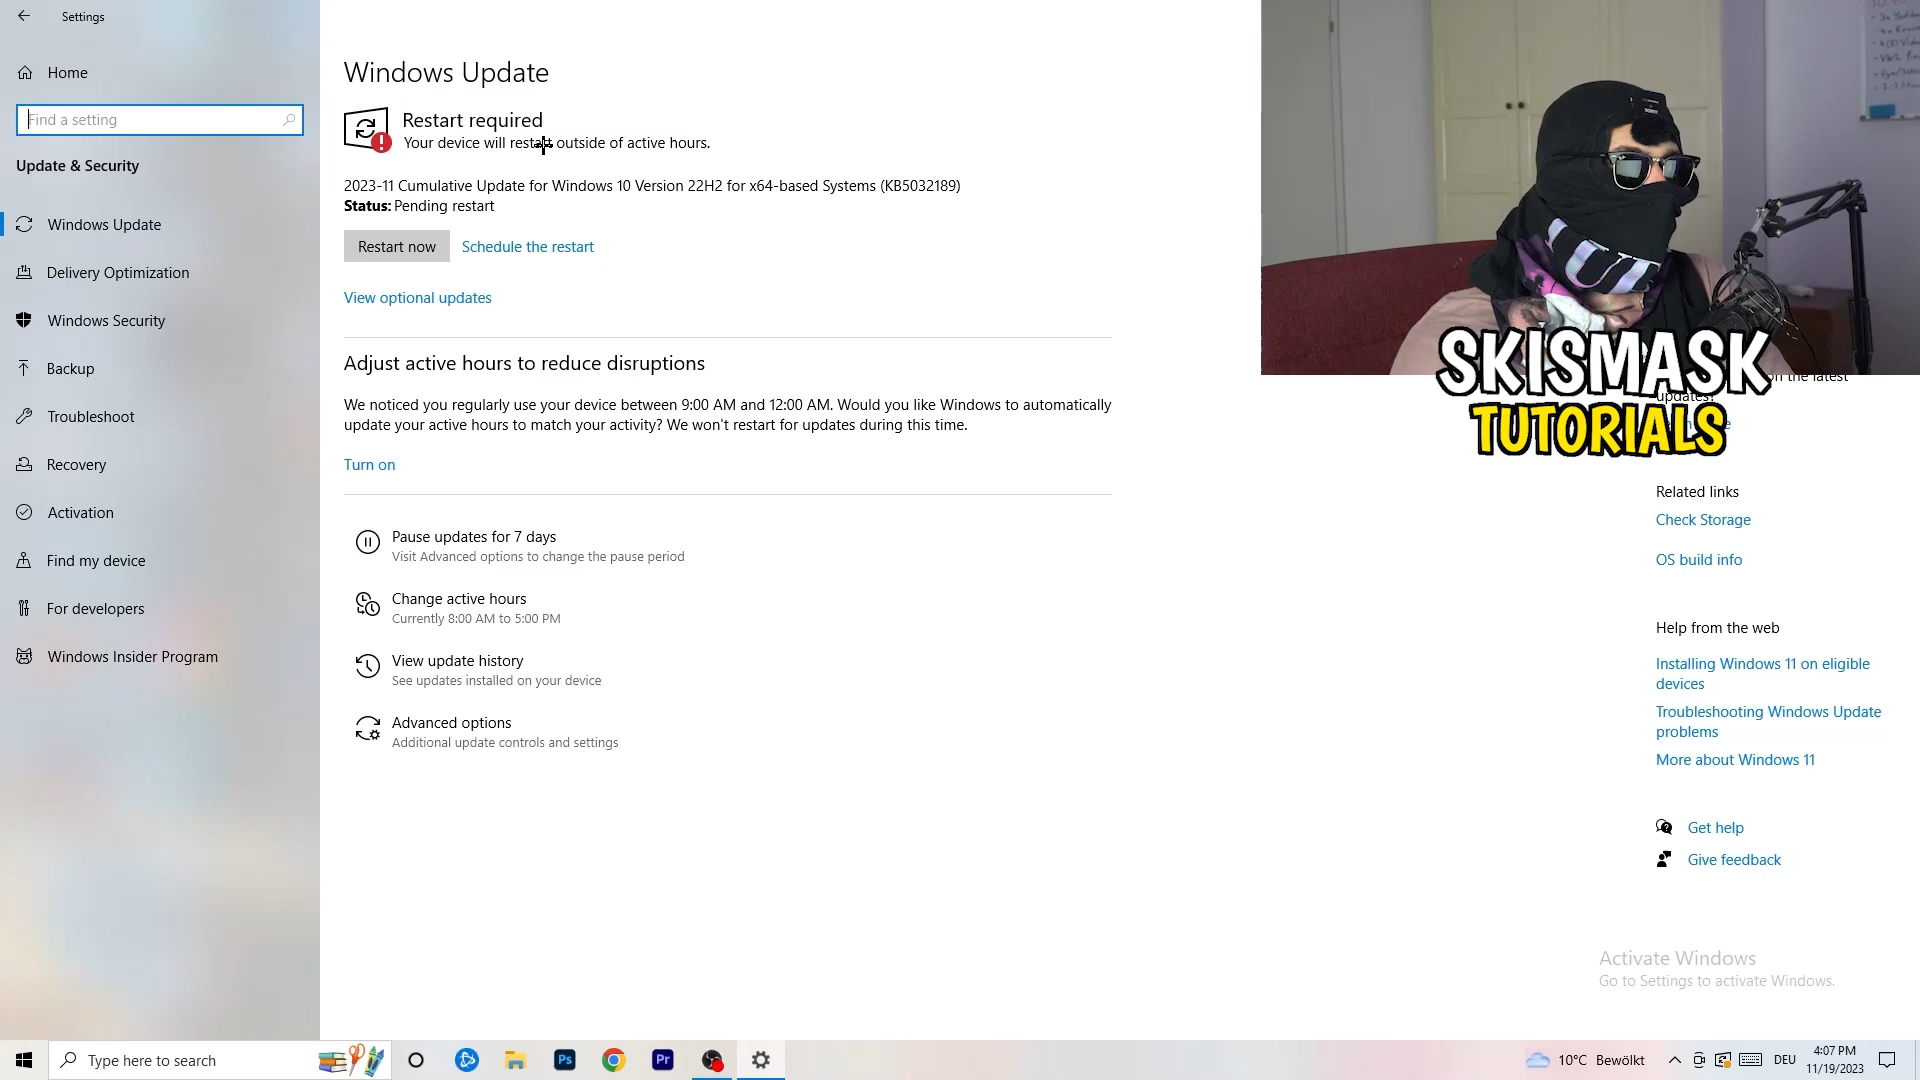 Settings
Home
Find a setting
Update & Security
Windows Update
Delivery Optimization
Windows Security
Backup
Troubleshoot
Recovery
Activation
Find my device
For developers
Windows Insider Program
Windows Update
Restart required
Your device will restart outside of active hours.
2023-11 Cumulative Update for Windows 10 Version 22H2 for x64-based Systems (KB5032189)
Status: Pending restart
Restart now
Schedule the restart
View optional updates
Adjust active hours to reduce disruptions
We noticed you regularly use your device between 9:00 AM and 12:00 AM. Would you like Windows to automatically
update your active hours to match your activity? We won't restart for updates during this time.
Turn on
Pause updates for 7 days
Visit Advanced options to change the pause period
Change active hours
Currently 8:00 AM to 5:00 PM
View update history
See updates installed on your device
Advanced options
Additional update controls and settings
SKISMASK
TUTORIALS
on the latest
updates?
Related links
Check Storage
OS build info
Help from the web
Installing Windows 11 on eligible
devices
Troubleshooting Windows Update
problems
More about Windows 11
Get help
Give feedback
Activate Windows
Go to Settings to activate Windows.
Type here to search
Ps
Pr
10°C Bewölkt
DEU
4:07 PM
11/19/2023